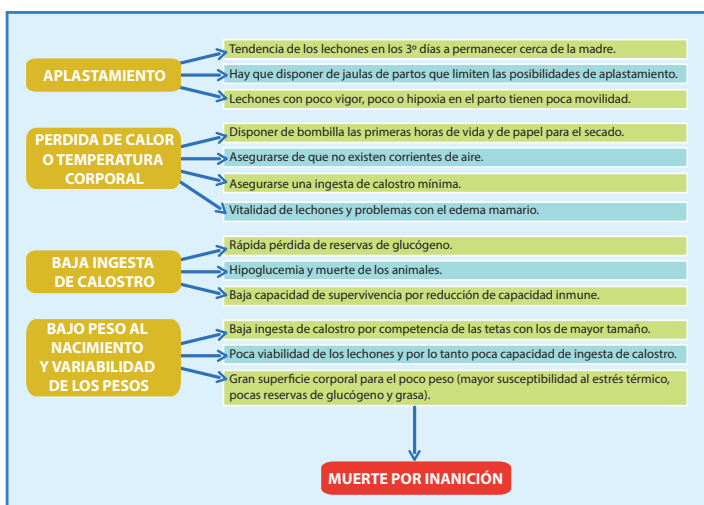 APLASTAMIENTO
Tendencia de los lechones en los 3º días a permanecer cerca de la madre.
Hay que disponer de jaulas de partos que limiten las posibilidades de aplastamiento.
Lechones con poco vigor, poco o hipoxia en el parto tienen poca movilidad.
PERDIDA DE CALOR
O TEMPERATURA
CORPORAL
Disponer de bombilla las primeras horas de vida y de papel para el secado.
Asegurarse de que no existen corrientes de aire.
Asegurarse una ingesta de calostro mínima.
Vitalidad de lechones y problemas con el edema mamario.
BAJA INGESTA
DE CALOSTRO
Rápida pérdida de reservas de glucógeno.
Hipoglucemia y muerte de los animales.
Baja capacidad de supervivencia por reducción de capacidad inmune.
BAJO PESO AL
NACIMIENTO
Y VARIABILIDAD
DE LOS PESOS
Baja ingesta de calostro por competencia de las tetas con los de mayor tamaño.
Poca viabilidad de los lechones y por lo tanto poca capacidad de ingesta de calostro.
Gran superficie corporal para el poco peso (mayor susceptibilidad al estrés térmico,
pocas reservas de glucógeno y grasa).
MUERTE POR INANICIÓN